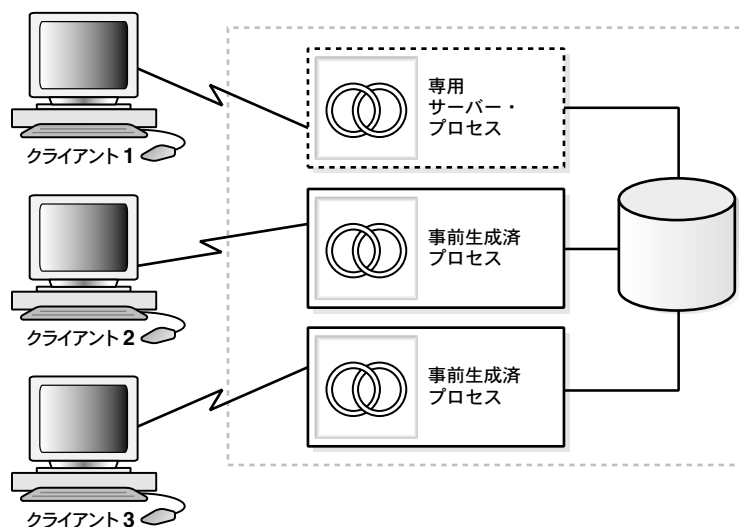 専用
サーバー・
プロセス
クライアント 1
事前生成済
プロセス
クライアント 2
事前生成済
プロセス
クライアント 3